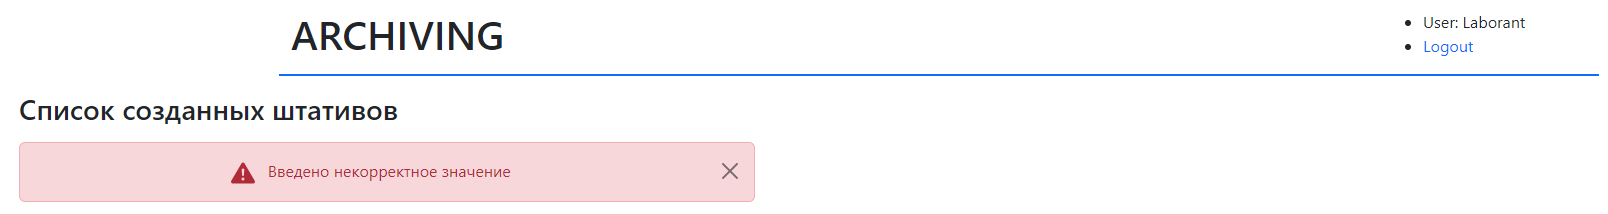 ARCHIVING
User: Laborant
Logout
Список созданных штативов
Введено некорректное значение